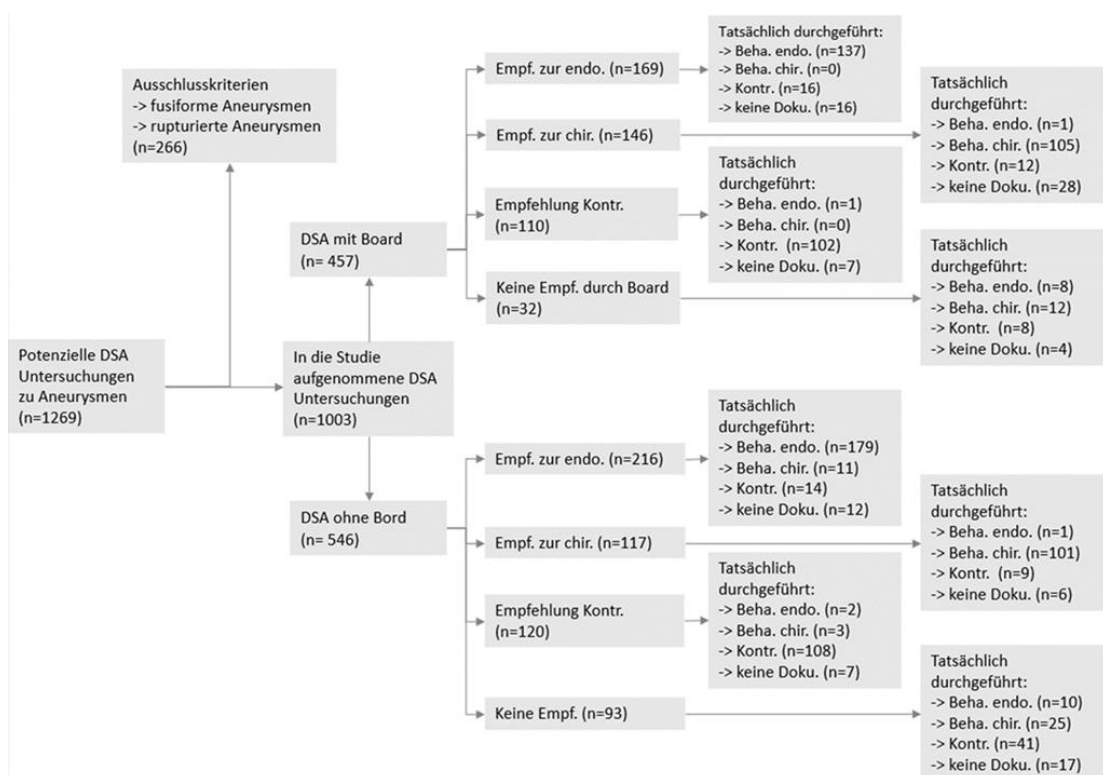 Potenzielle DSA
Untersuchungen
zu Aneurysmen
(n=1269)
Ausschlusskriterien
-> fusiforme Aneurysmen
-> rupturierte Aneurysmen
(n=266)
In die Studie
aufgenommene DSA
Untersuchungen
(n=1003)
DSA mit Board
(n= 457)
Empf. zur endo. (n=169)
Tatsächlich durchgeführt:
-> Beha. endo. (n=137)
-> Beha. chir. (n=0)
-> Kontr. (n=16)
-> keine Doku. (n=16)
Empf. zur chir. (n=146)
Tatsächlich
durchgeführt:
-> Beha. endo. (n=1)
-> Beha. chir. (n=105)
-> Kontr. (n=12)
-> keine Doku. (n=28)
Empfehlung Kontr.
(n=110)
Tatsächlich
durchgeführt:
-> Beha. endo. (n=1)
-> Beha. chir. (n=0)
-> Kontr. (n=102)
-> keine Doku. (n=7)
Keine Empf. durch Board
(n=32)
Tatsächlich
durchgeführt:
-> Beha. endo. (n=8)
-> Beha. chir. (n=12)
-> Kontr. (n=8)
-> keine Doku. (n=4)
DSA ohne Bord
(n= 546)
Empf. zur endo. (n=216)
Tatsächlich
durchgeführt:
-> Beha. endo. (n=179)
-> Beha. chir. (n=11)
-> Kontr. (n=14)
-> keine Doku. (n=12)
Empf. zur chir. (n=117)
Tatsächlich
durchgeführt:
-> Beha. endo. (n=1)
-> Beha. chir. (n=101)
-> Kontr. (n=9)
-> keine Doku. (n=6)
Empfehlung Kontr.
(n=120)
Tatsächlich
durchgeführt:
-> Beha. endo. (n=2)
-> Beha. chir. (n=3)
-> Kontr. (n=108)
-> keine Doku. (n=7)
Keine Empf. (n=93)
Tatsächlich
durchgeführt:
-> Beha. endo. (n=10)
-> Beha. chir. (n=25)
-> Kontr. (n=41)
-> keine Doku. (n=17)